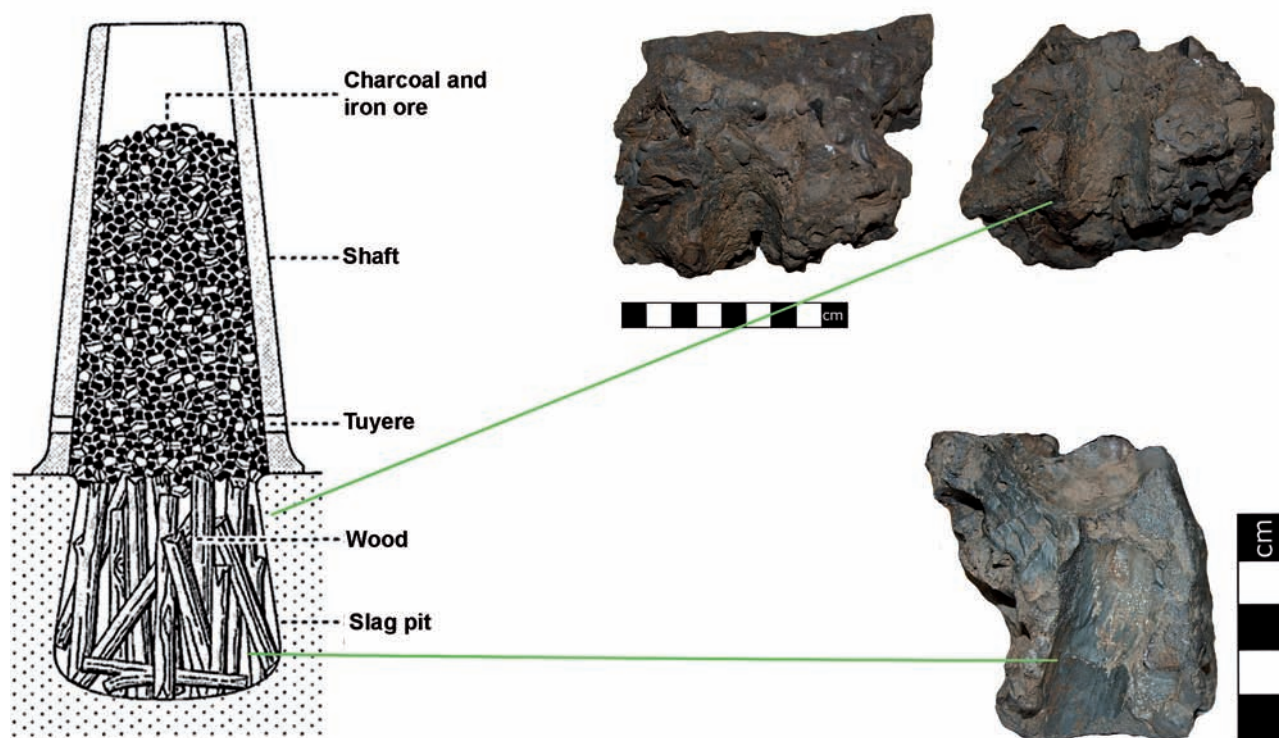 Charcoal and
iron ore
Shaft
Tuyere
Wood
Slag pit
cm
cm